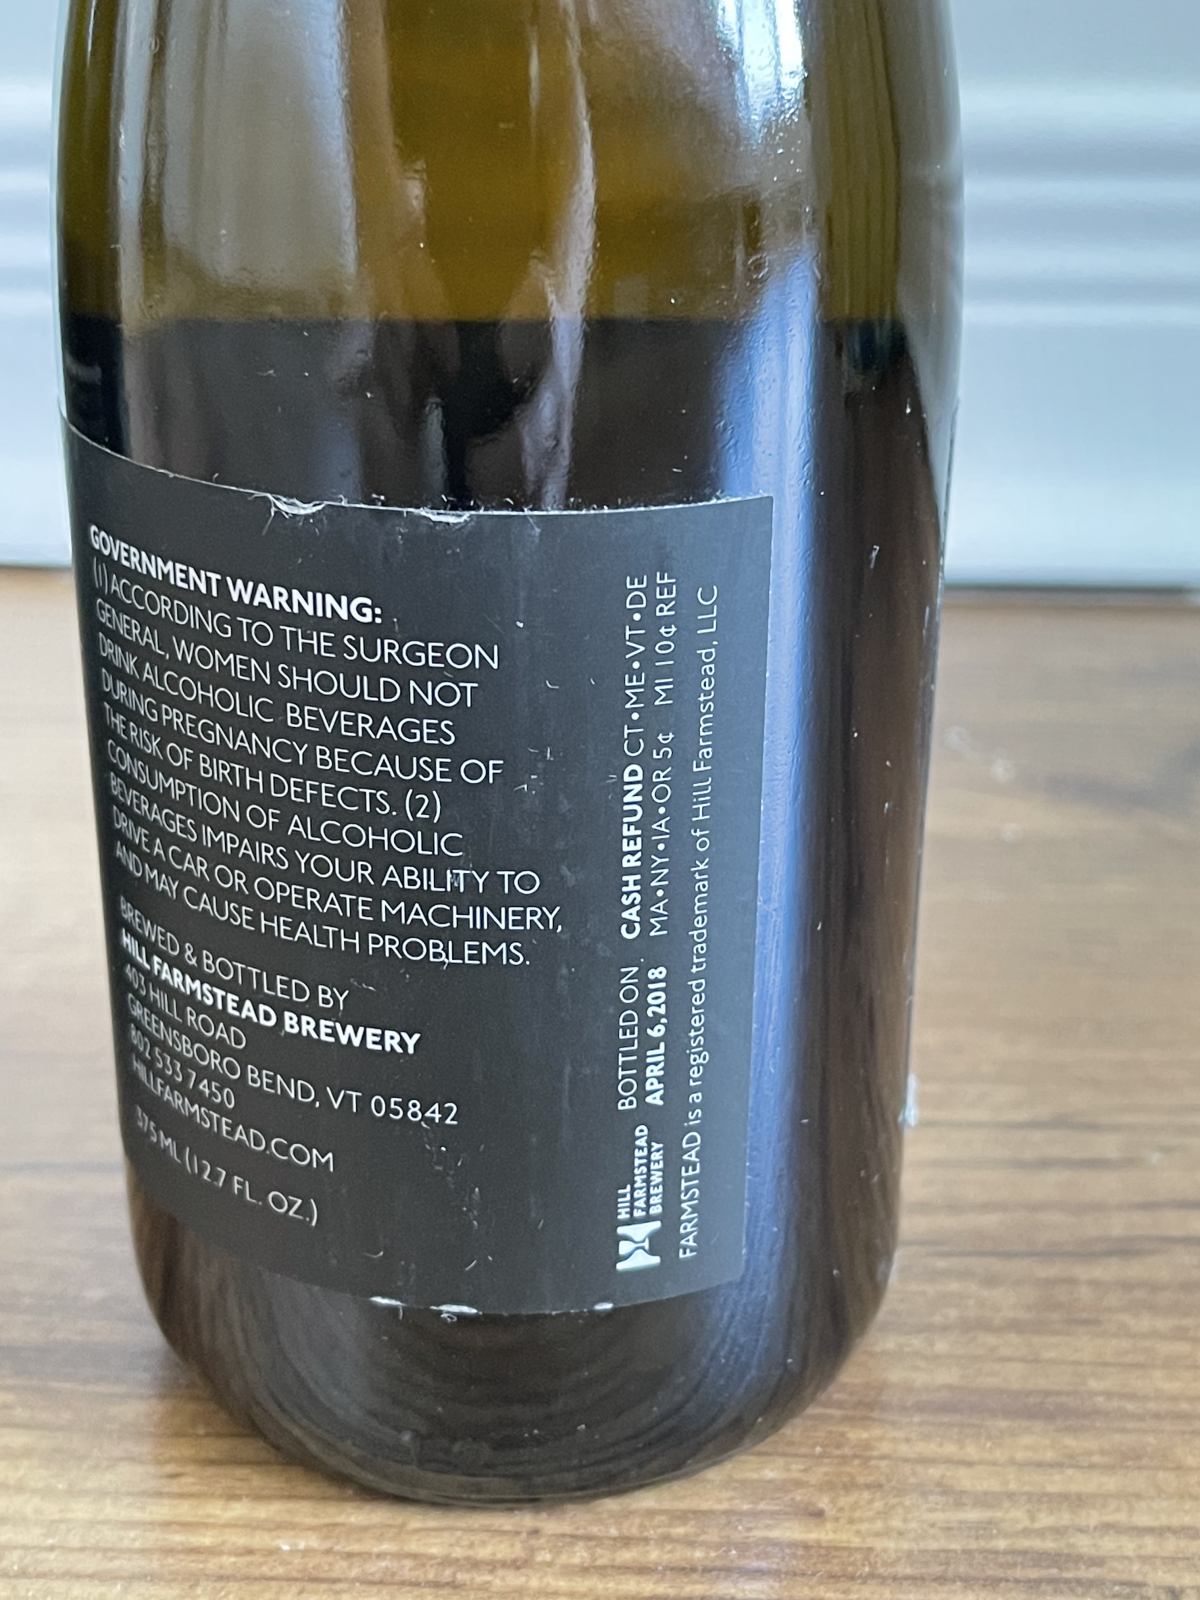 GOVERNMENT WARNING:
(1) ACCORDING TO THE SURGEON
GENERAL, WOMEN SHOULD NOT
DRINK ALCOHOLIC BEVERAGES
DURING PREGNANCY BECAUSE OF
THE RISK OF BIRTH DEFECTS. (2)
CONSUMPTION OF ALCOHOLIC
BEVERAGES IMPAIRS YOUR ABILITY TO
DRIVE A CAR OR OPERATE MACHINERY,
AND MAY CAUSE HEALTH PROBLEMS.
BREWED & BOTTLED BY
HILL FARMSTEAD BREWERY
403 HILL ROAD
GREENSBORO BEND, VT 05842
802 533 7450
HILLFARMSTEAD.COM
375 ML (12.7 FL. OZ.)
HILL
FARMSTEAD
BREWERY
BOTTLED ON
APRIL 6, 2018
CASH REFUND CT•ME•VT•DE
MA•NY•IA•OR 5¢ MI 10¢ REF
FARMSTEAD is a registered trademark of Hill Farmstead, LLC